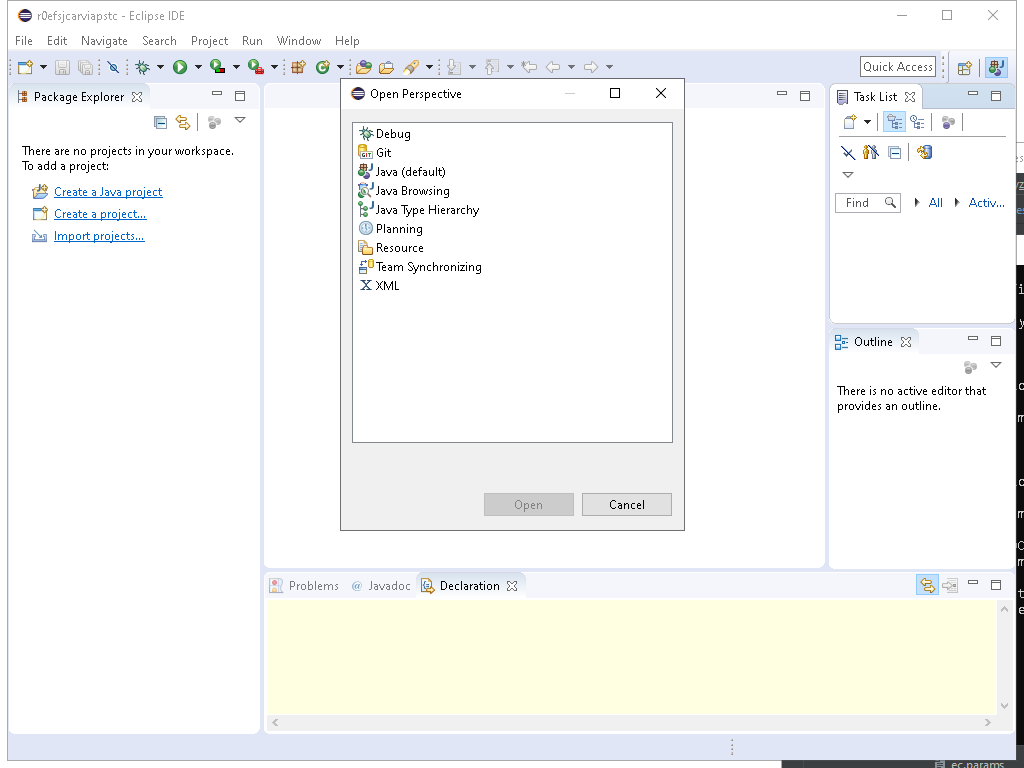 r0efsjcarviapstc - Eclipse IDE
File Edit Navigate Search Project Run Window Help
Quick Access
Package Explorer
There are no projects in your workspace.
To add a project:
Create a Java project
Create a project...
Import projects...
Open Perspective
Debug
Git
Java (default)
Java Browsing
Java Type Hierarchy
Planning
Resource
Team Synchronizing
XML
Open Cancel
Task List
Find All Activ...
Outline
There is no active editor that
provides an outline.
Problems @ Javadoc Declaration
ec.params